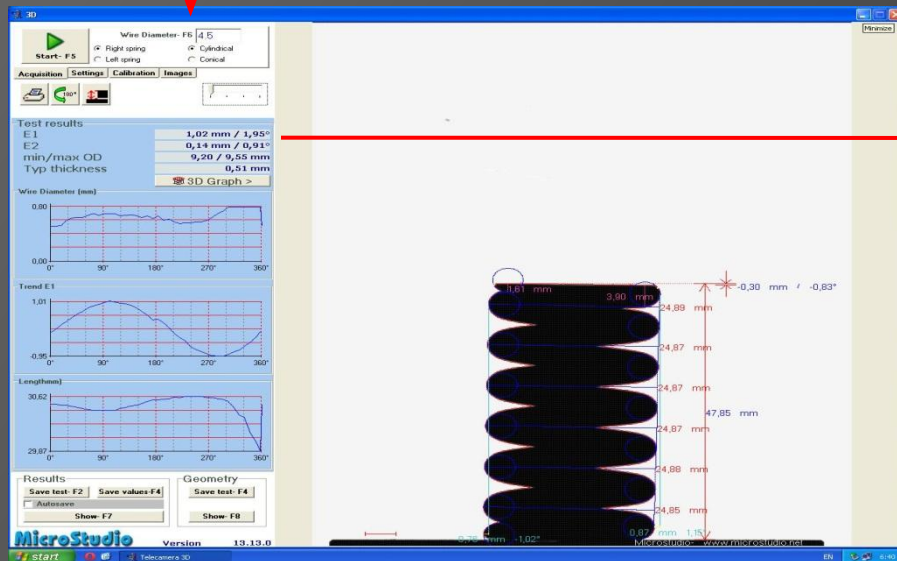 3D
Minimize
Wire Diameter- F6 4.5
Start- F5
Right spring
Cylindrical
Left spring
Conical
Acquisition Settings Calibration Images
180°
Test results
E1 1,02 mm / 1,95°
E2 0,14 mm / 0,91°
min/max OD 9,20 / 9,55 mm
Typ thickness 0,51 mm
3D Graph >
Wire Diameter (mm)
0,80
0,00
0° 90° 180° 270° 360°
Trend E1
1,01
-0,95
0° 90° 180° 270° 360°
Length(mm)
30,62
29,87
0° 90° 180° 270° 360°
Results
Save test- F2 Save values-F4
Autosave
Show- F7
Geometry
Save test- F4
Show- F8
MicroStudio Version 13.13.0
1,61 mm
3,90 mm
-0,30 mm / -0,83°
24,89 mm
24,87 mm
24,87 mm
47,85 mm
24,87 mm
24,88 mm
24,85 mm
0,78 mm -1,02°
0,87 mm 1,15°
MicroStudio- www.microstudio.net
start Telecamera 3D EN 6:40